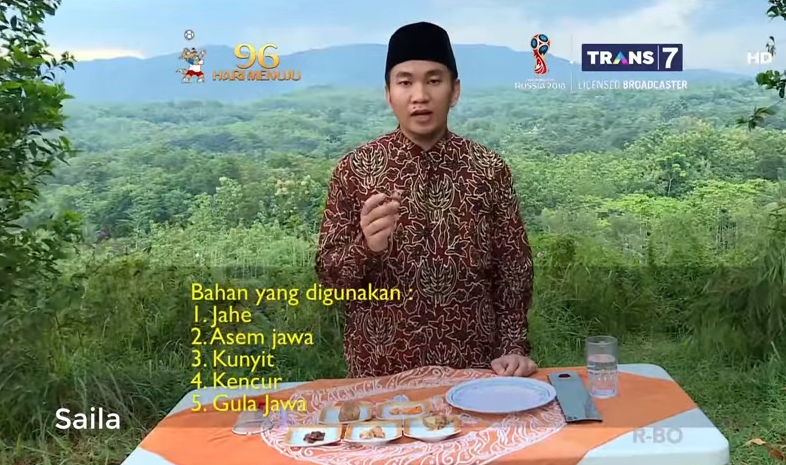 96
HARI MENUJU
RUSSIA 2018
TRANS 7
LICENSED BROADCASTER
HD
Bahan yang digunakan :
1. Jahe
2. Asem jawa
3. Kunyit
4. Kencur
5. Gula Jawa
Saila
R-BO